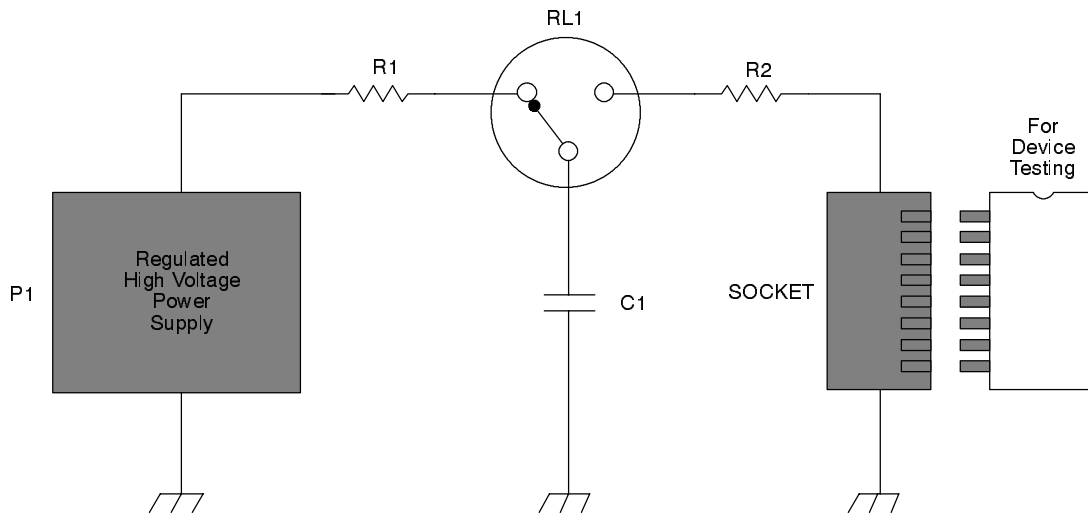 RL1
R1
R2
For
Device
Testing
P1
Regulated
High Voltage
Power
Supply
C1
SOCKET